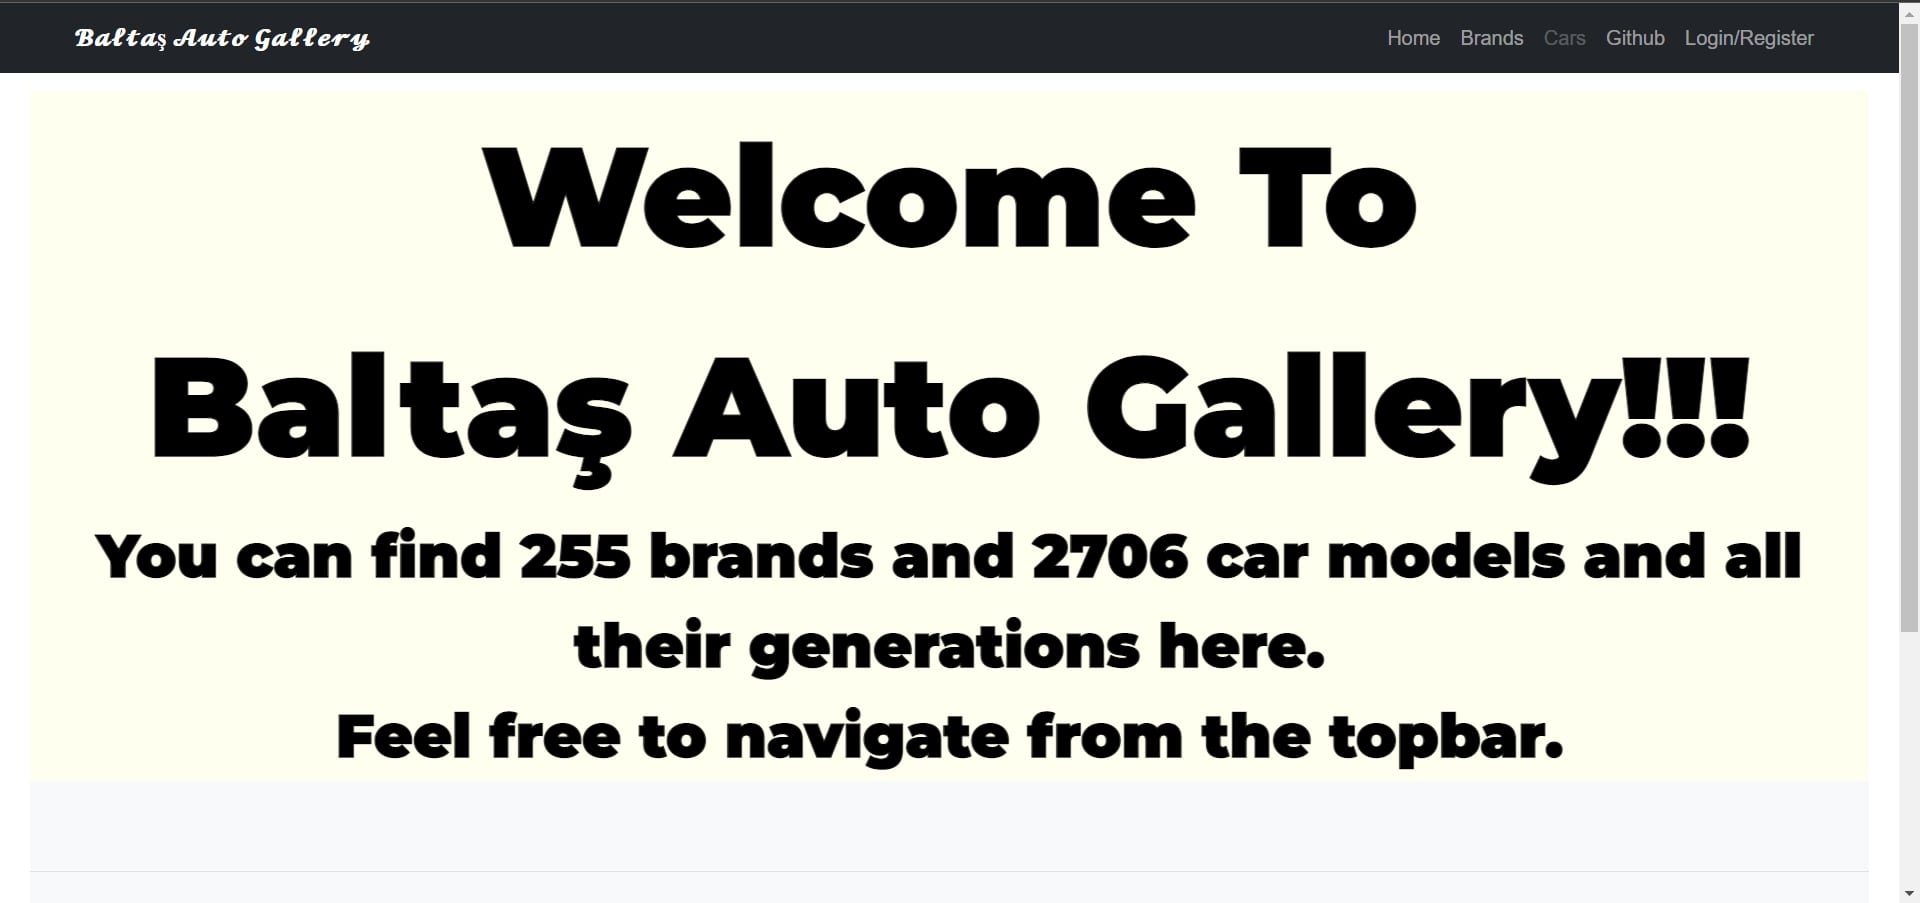 Baltaş Auto Gallery
Home Brands Cars Github Login/Register
Welcome To
Baltaş Auto Gallery!!!
You can find 255 brands and 2706 car models and all
their generations here.
Feel free to navigate from the topbar.